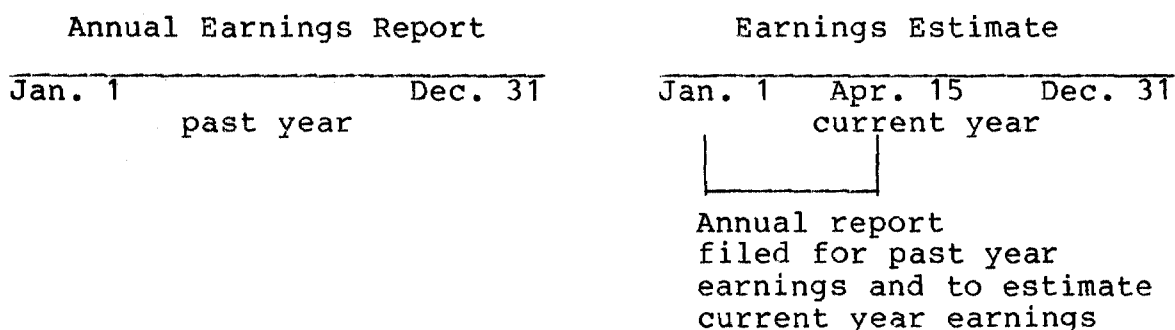 Annual Earnings Report
Jan. 1 Dec. 31
past year
Earnings Estimate
Jan. 1 Apr. 15 Dec. 31
current year
Annual report
filed for past year
earnings and to estimate
current year earnings